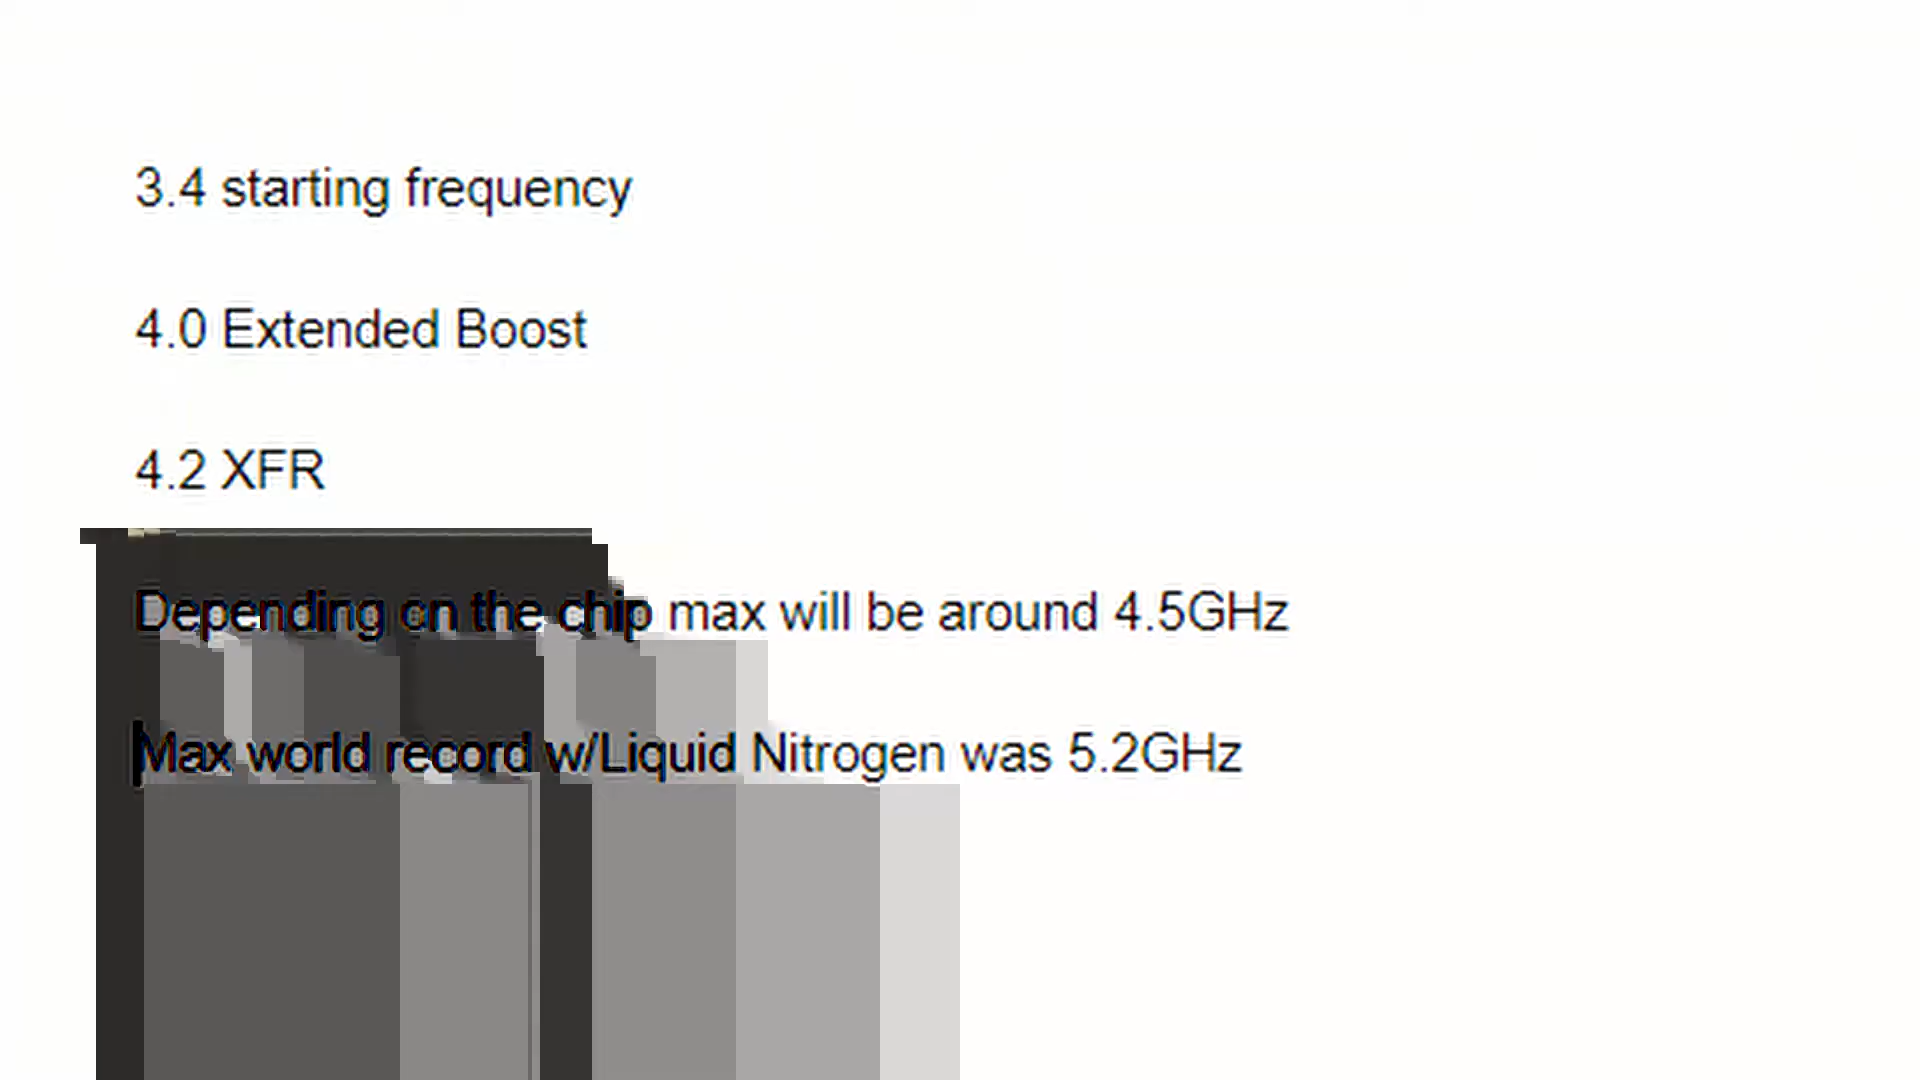 3.4 starting frequency
4.0 Extended Boost
4.2 XFR
Depending on the chip max will be around 4.5GHz
Max world record w/Liquid Nitrogen was 5.2GHz